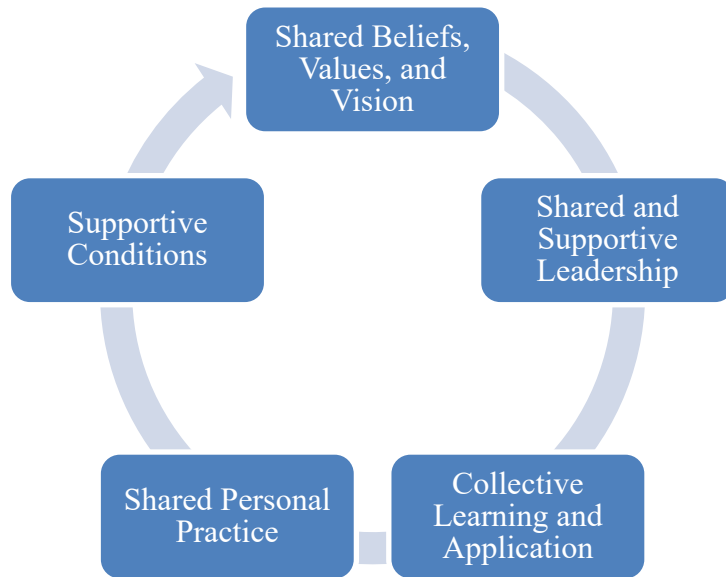 Shared Beliefs,
Values, and
Vision
Shared and
Supportive
Leadership
Collective
Learning and
Application
Shared Personal
Practice
Supportive
Conditions